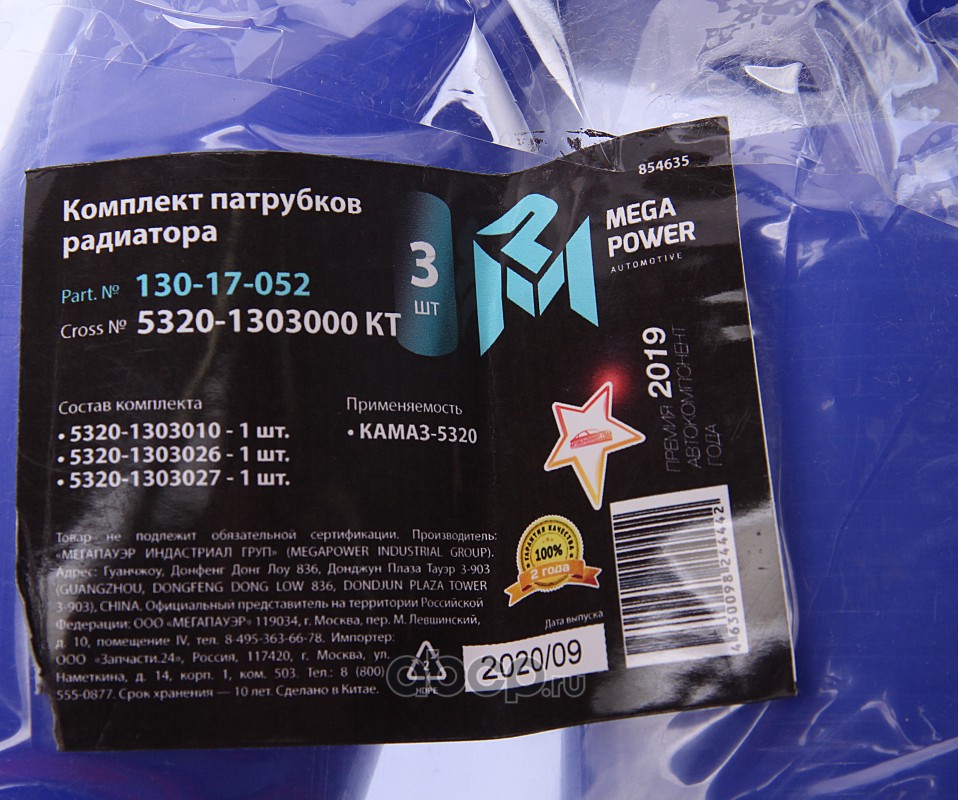 854635
Комплект патрубков
радиатора
3
шт
MEGA
POWER
AUTOMOTIVE
Part. № 130-17-052
Cross № 5320-1303000 КТ
2019
ПРЕМИЯ
АВТОКОМПОНЕНТ
ГОДА
Состав комплекта
• 5320-1303010 - 1 шт.
• 5320-1303026 - 1 шт.
• 5320-1303027 - 1 шт.
Применяемость
• КАМАЗ-5320
Товар не подлежит обязательной сертификации. Производитель:
«МЕГАПАУЭР ИНДАСТРИАЛ ГРУП» (MEGAPOWER INDUSTRIAL GROUP).
Адрес: Гуанчжоу, Донфенг Донг Лоу 836, Донджун Плаза Тауэр 3-903
(GUANGZHOU, DONGFENG DONG LOW 836, DONDJUN PLAZA TOWER
3-903), CHINA. Официальный представитель на территории Российской
Федерации: ООО «МЕГАПАУЭР» 119034, г. Москва, пер. М. Левшинский,
д. 10, помещение IV, тел. 8-495-363-66-78. Импортер:
ООО «Запчасти.24», Россия, 117420, г. Москва, ул.
Наметкина, д. 14, корп. 1, ком. 503. Тел.: 8 (800)
555-0877. Срок хранения — 10 лет. Сделано в Китае.
ГАРАНТИЯ КАЧЕСТВА
100%
2 года
Дата выпуска
2020/09
2
HDPE
4630098244442
.ru